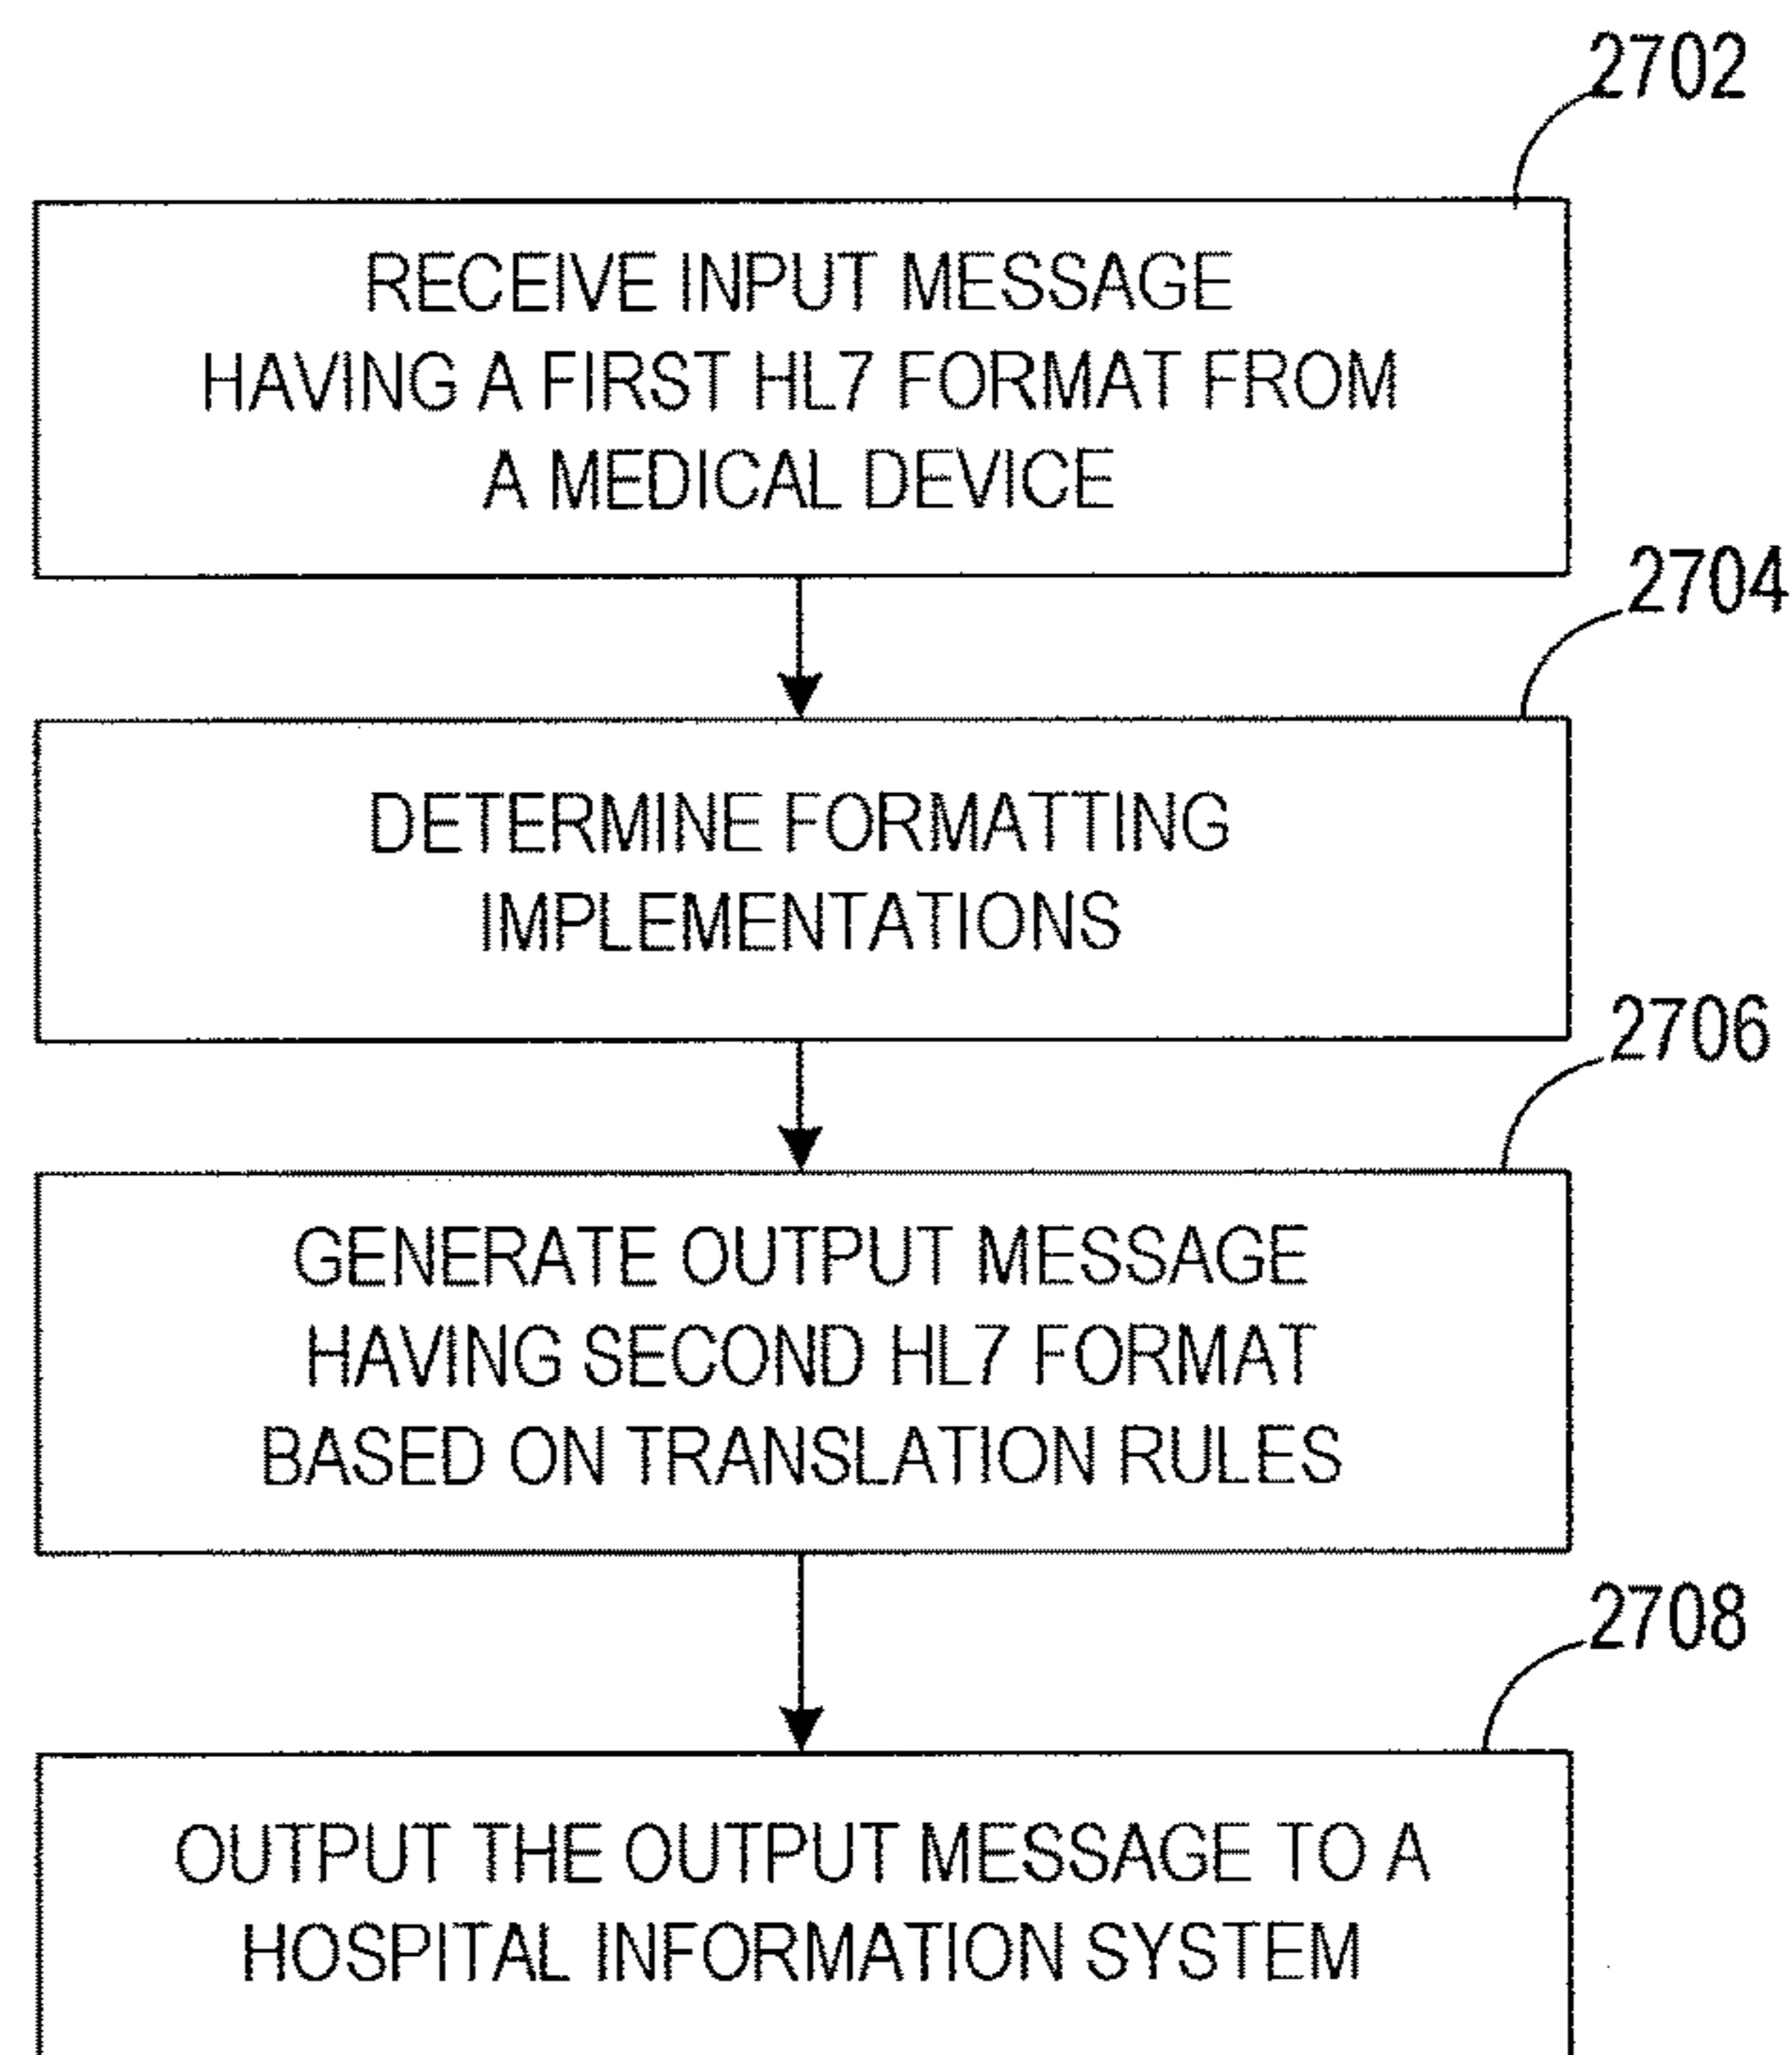 2702
RECEIVE INPUT MESSAGE
HAVING A FIRST HL7 FORMAT FROM
A MEDICAL DEVICE
2704
DETERMINE FORMATTING
IMPLEMENTATIONS
2706
GENERATE OUTPUT MESSAGE
HAVING SECOND HL7 FORMAT
BASED ON TRANSLATION RULES
2708
OUTPUT THE OUTPUT MESSAGE TO A
HOSPITAL INFORMATION SYSTEM